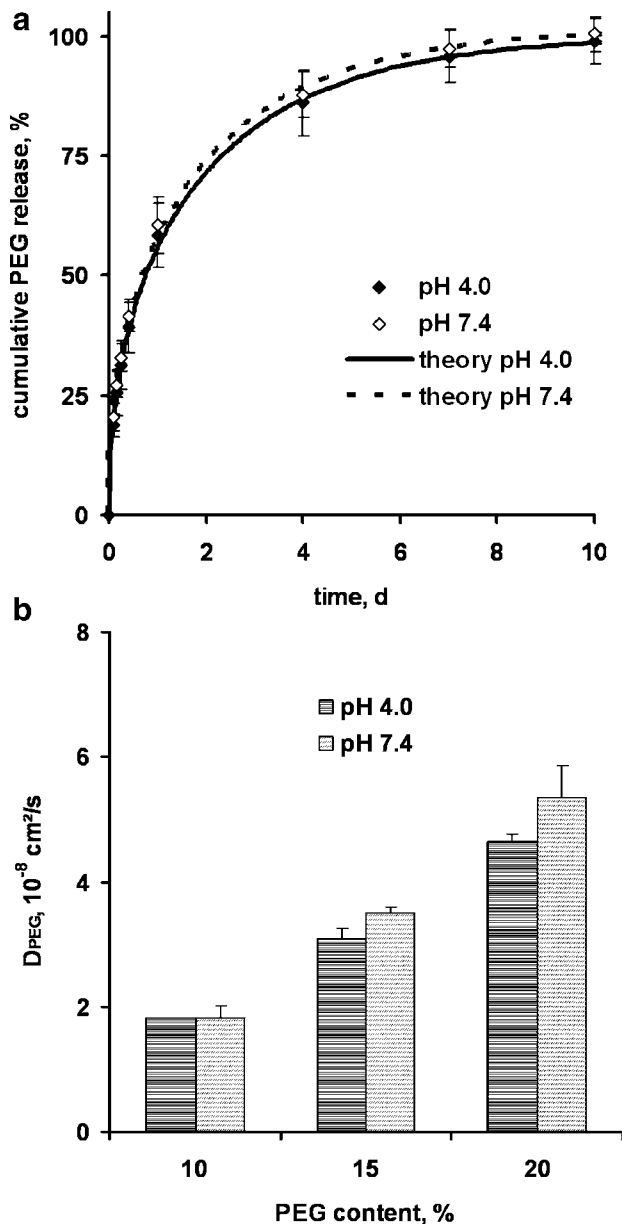 a
100
75
50
25
0
cumulative PEG release, %
pH 4.0
pH 7.4
theory pH 4.0
theory pH 7.4
0 2 4 6 8 10
time, d
b
8
6
4
2
0
DPEG, 10⁻⁸ cm²/s
pH 4.0
pH 7.4
10 15 20
PEG content, %